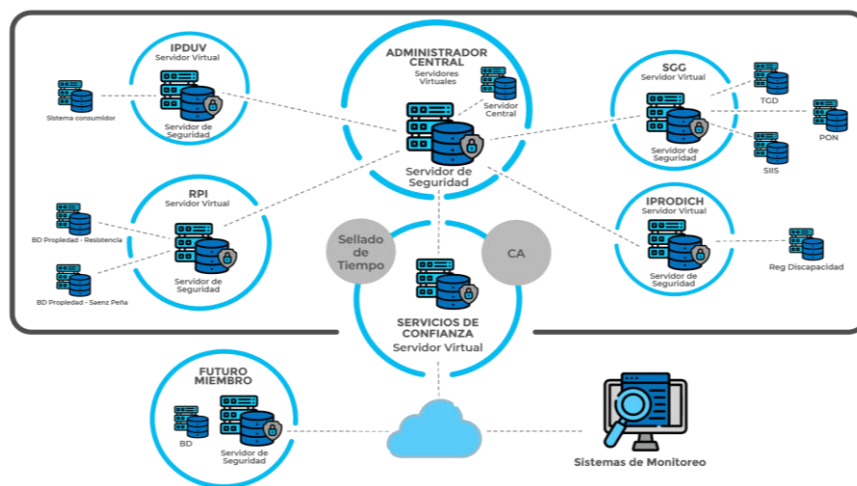 IPDUV
Servidor Virtual
Sistema consumidor
Servidor de
Seguridad
ADMINISTRADOR
CENTRAL
Servidores
Virtuales
Servidor
Central
Servidor de
Seguridad
SGG
Servidor Virtual
Servidor de
Seguridad
TGD
PON
SIIS
RPI
Servidor Virtual
BD Propiedad - Resistencia
BD Propiedad - Saenz Peña
Servidor de
Seguridad
IPRODICH
Servidor Virtual
Servidor de
Seguridad
Reg Discapacidad
Sellado
de
Tiempo
CA
SERVICIOS DE
CONFIANZA
Servidor Virtual
FUTURO
MIEMBRO
BD
Servidor de
Seguridad
Sistemas de Monitoreo